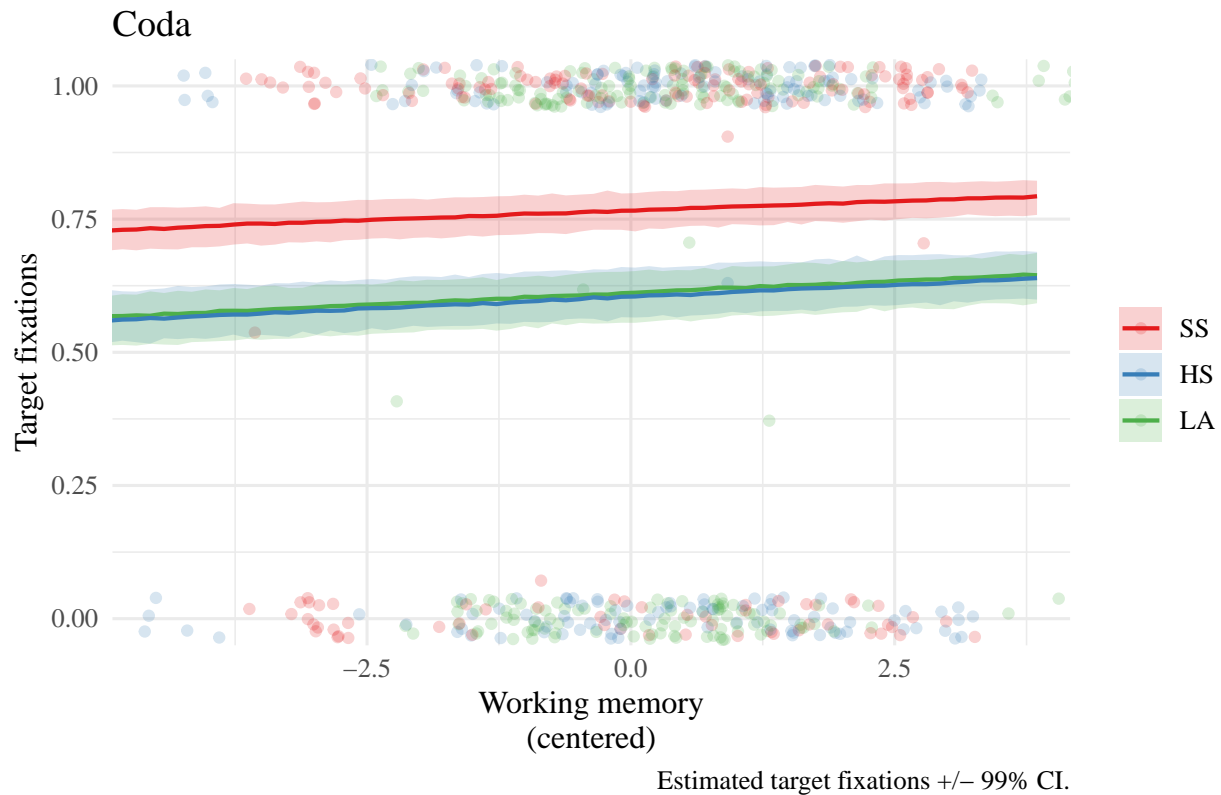 Coda
Target fixations
1.00
0.75
0.50
0.25
0.00
−2.5 0.0 2.5
Working memory
(centered)
SS
HS
LA
Estimated target fixations +/− 99% CI.